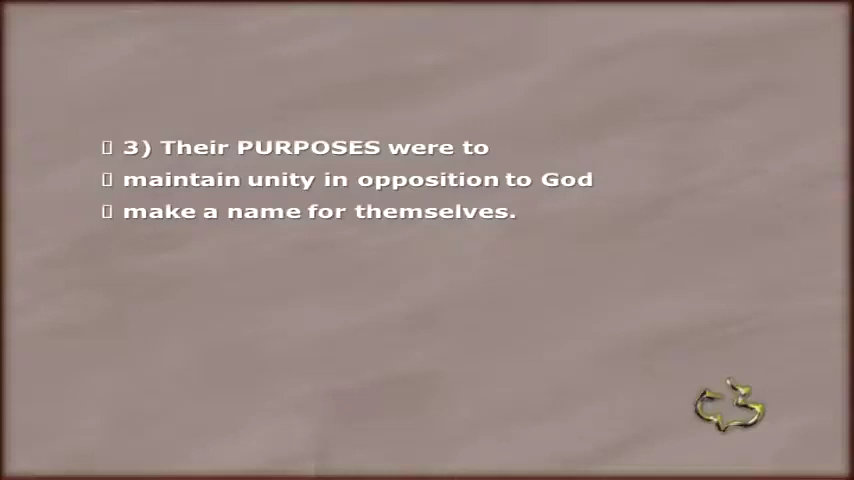 ▯ 3) Their PURPOSES were to
▯ maintain unity in opposition to God
▯ make a name for themselves.